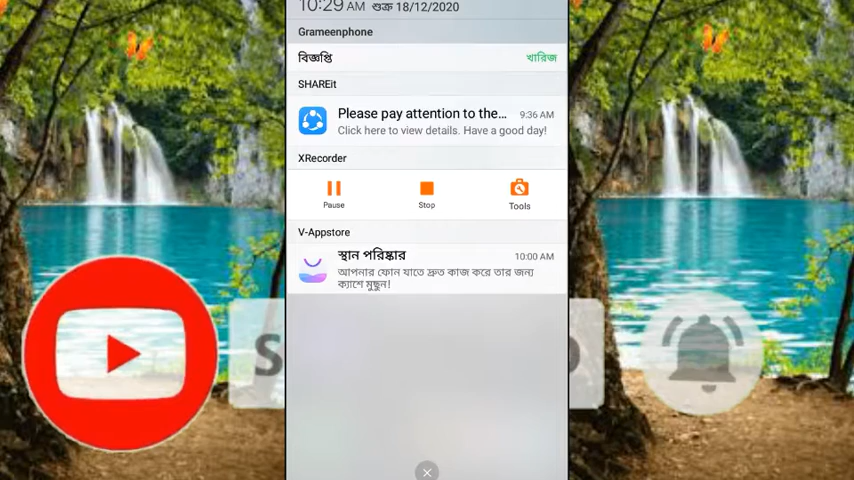 10:29 AM শুক্র 18/12/2020
Grameenphone
বিজ্ঞপ্তি খারিজ
SHAREit
Please pay attention to the... 9:36 AM
Click here to view details. Have a good day!
XRecorder
Pause Stop Tools
V-Appstore
স্থান পরিষ্কার 10:00 AM
আপনার ফোন যাতে দ্রুত কাজ করে তার জন্য
ক্যাশে মুছুন!